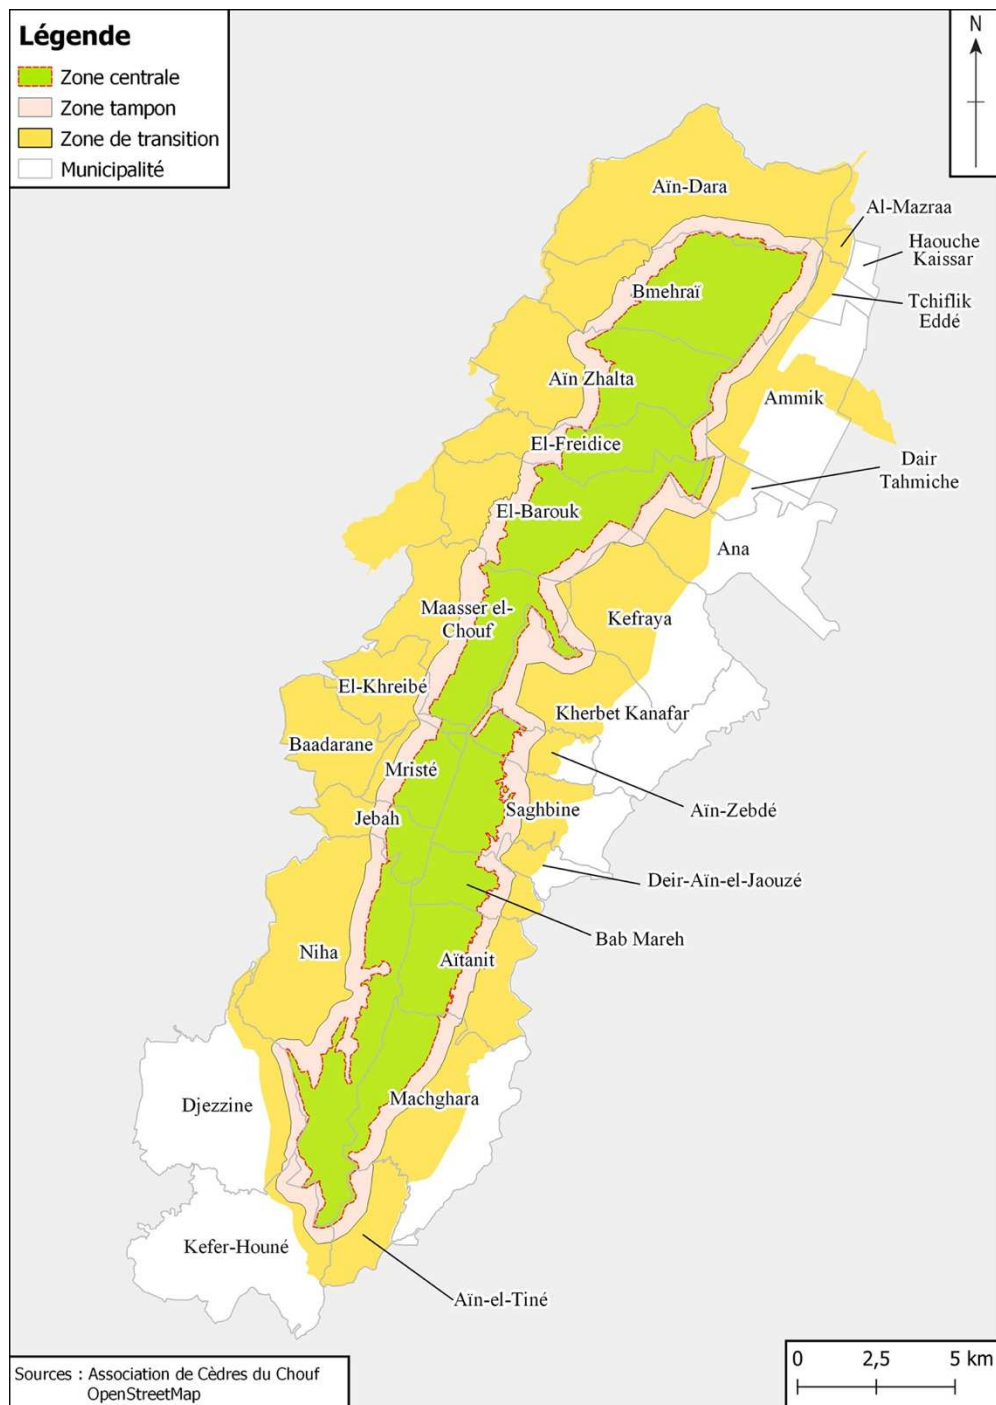 Légende
Zone centrale
Zone tampon
Zone de transition
Municipalité
N
Aïn-Dara
Al-Mazraa
Haouche
Kaissar
Bmehraï
Tchiflik
Eddé
Aïn Zhalta
Ammik
El-Freidice
Dair
Tahmiche
El-Barouk
Ana
Maasser el-
Chouf
Kefraya
El-Khreibé
Kherbet Kanafar
Baadarane
Mristé
Saghbine
Aïn-Zebdé
Jebah
Deir-Aïn-el-Jaouzé
Bab Mareh
Niha
Aïtanit
Machghara
Djezzine
Kefer-Houné
Aïn-el-Tiné
Sources : Association de Cèdres du Chouf
OpenStreetMap
0 2,5 5 km